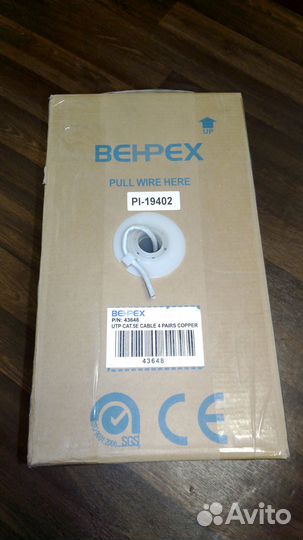 UP
BEHPEX
PULL WIRE HERE
PI-19402
BEHPEX
P/N: 43648
UTP CAT.5E CABLE 4 PAIRS COPPER
43648
SGS
CE
Avito